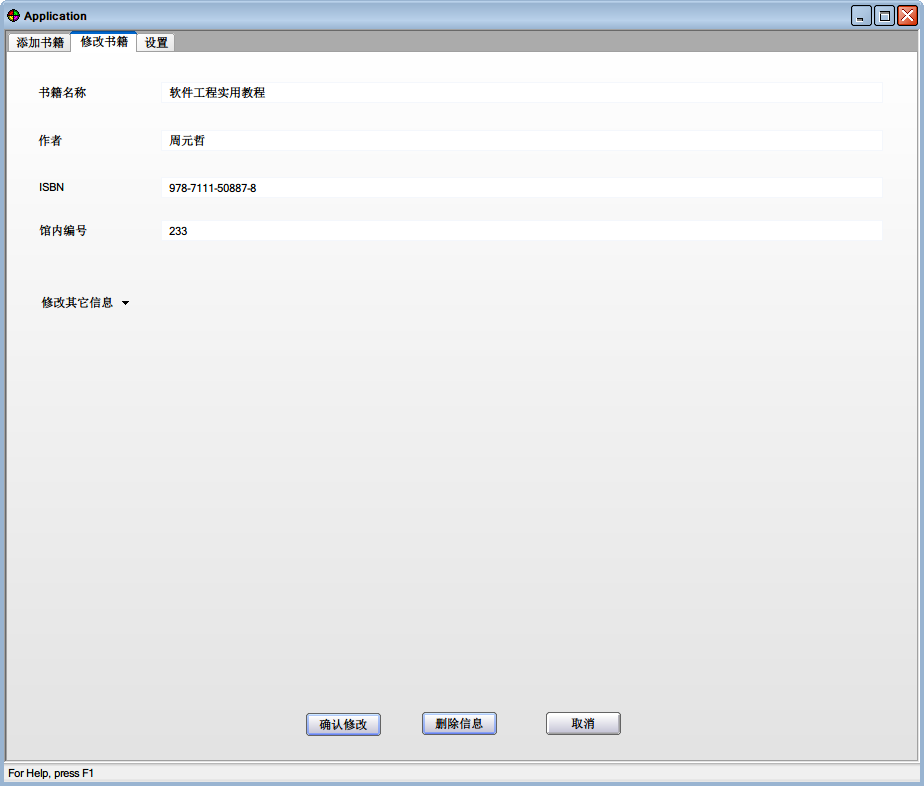 Application
添加书籍 修改书籍 设置
书籍名称 软件工程实用教程
作者 周元哲
ISBN 978-7111-50887-8
馆内编号 233
修改其它信息
确认修改 删除信息 取消
For Help, press F1